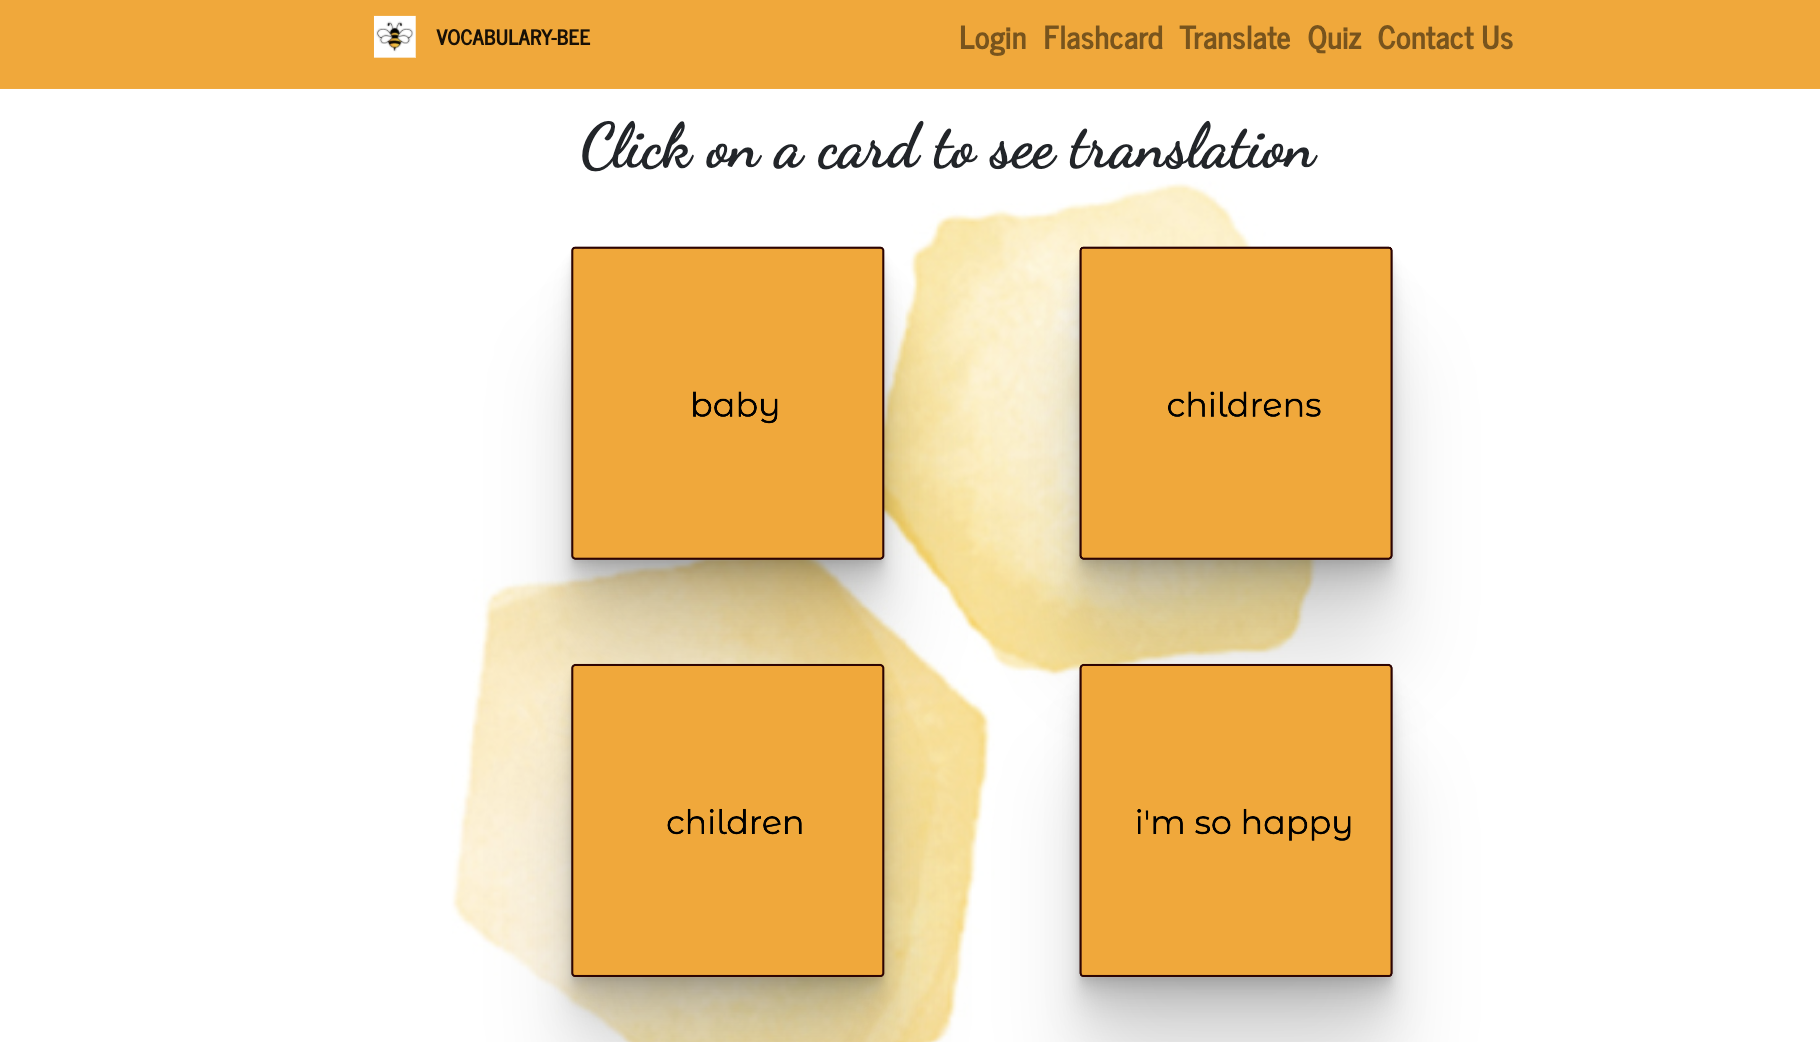 VOCABULARY-BEE
Login Flashcard Translate Quiz Contact Us
Click on a card to see translation
baby
childrens
children
i'm so happy